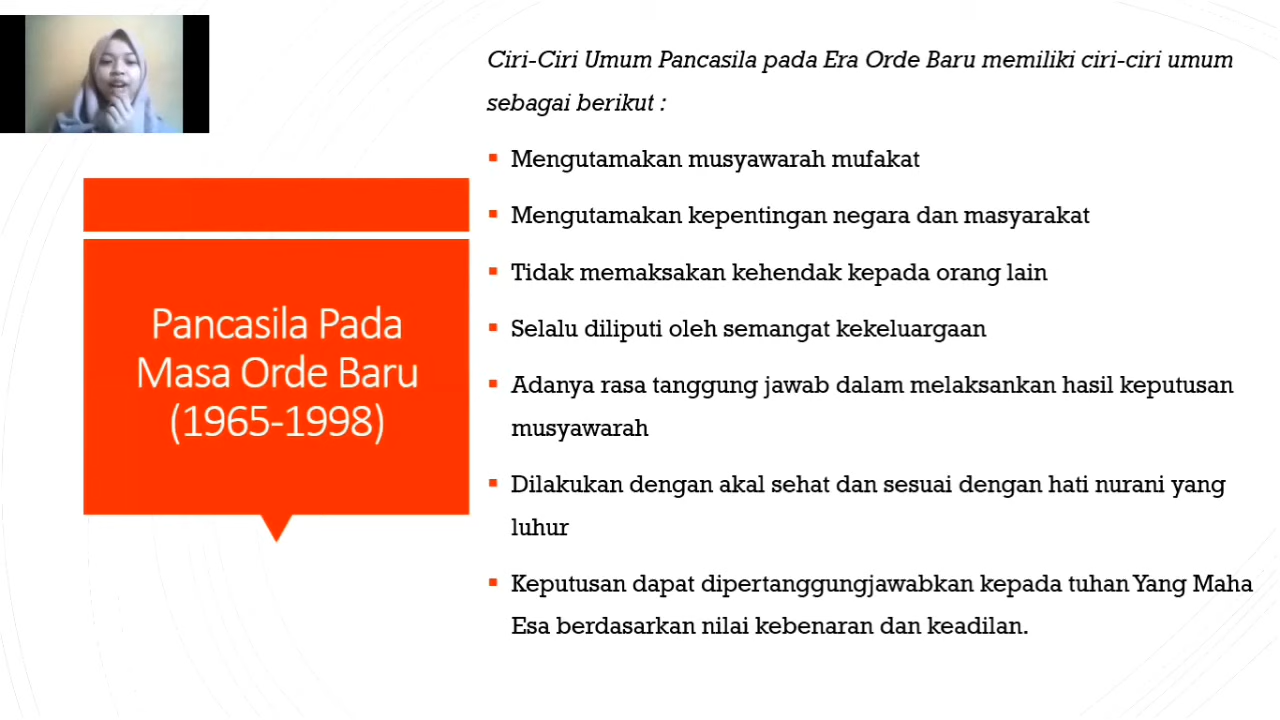 Pancasila Pada
Masa Orde Baru
(1965-1998)
Ciri-Ciri Umum Pancasila pada Era Orde Baru memiliki ciri-ciri umum
sebagai berikut :
▪ Mengutamakan musyawarah mufakat
▪ Mengutamakan kepentingan negara dan masyarakat
▪ Tidak memaksakan kehendak kepada orang lain
▪ Selalu diliputi oleh semangat kekeluargaan
▪ Adanya rasa tanggung jawab dalam melaksankan hasil keputusan
musyawarah
▪ Dilakukan dengan akal sehat dan sesuai dengan hati nurani yang
luhur
▪ Keputusan dapat dipertanggungjawabkan kepada tuhan Yang Maha
Esa berdasarkan nilai kebenaran dan keadilan.